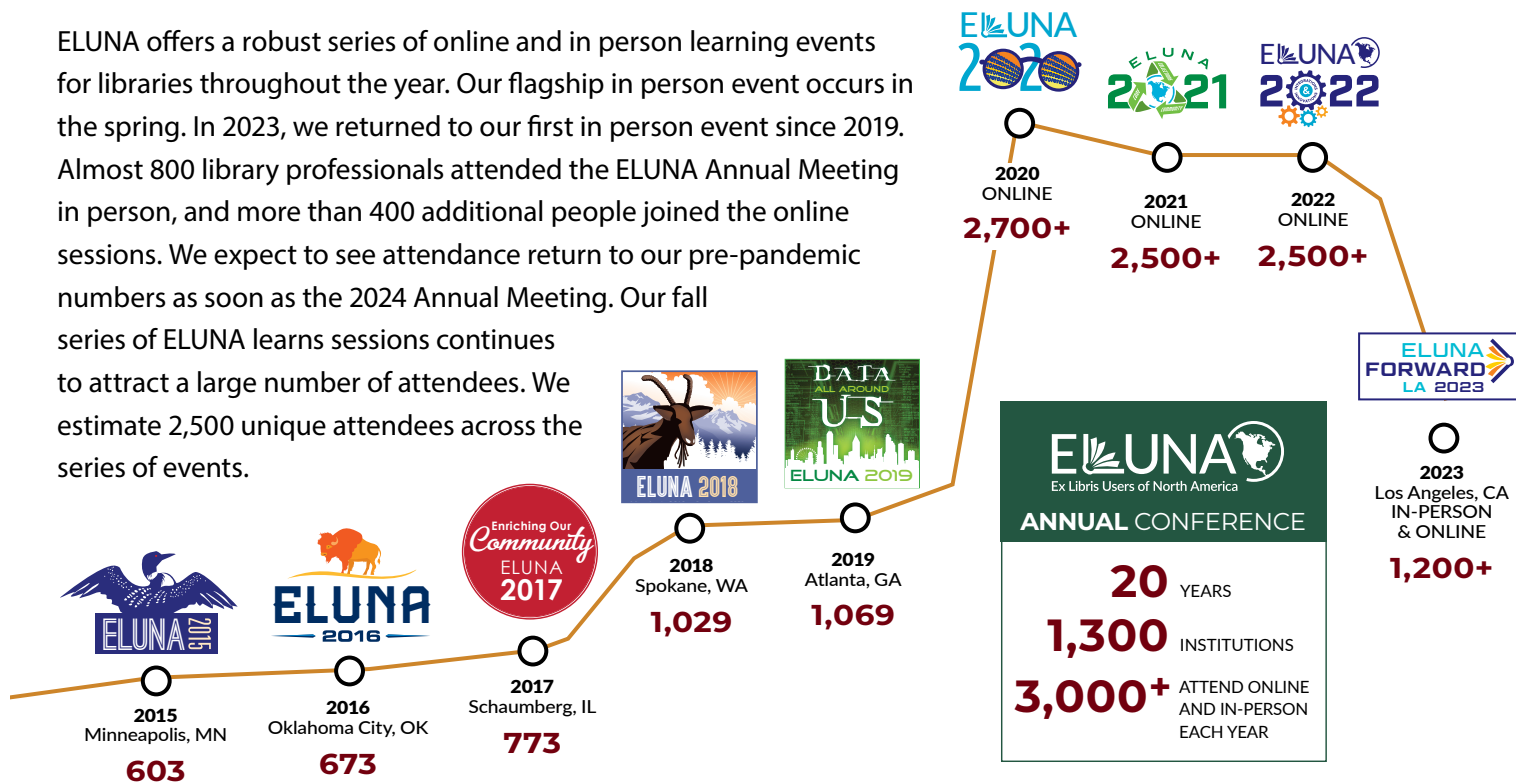 ELUNA offers a robust series of online and in person learning events
for libraries throughout the year. Our flagship in person event occurs in
the spring. In 2023, we returned to our first in person event since 2019.
Almost 800 library professionals attended the ELUNA Annual Meeting
in person, and more than 400 additional people joined the online
sessions. We expect to see attendance return to our pre-pandemic
numbers as soon as the 2024 Annual Meeting. Our fall
series of ELUNA learns sessions continues
to attract a large number of attendees. We
estimate 2,500 unique attendees across the
series of events.
ELUNA 2015
2015
Minneapolis, MN
603
ELUNA
2016
2016
Oklahoma City, OK
673
Enriching Our
Community
ELUNA
2017
2017
Schaumberg, IL
773
ELUNA 2018
2018
Spokane, WA
1,029
DATA
ALL AROUND
US
ELUNA 2019
2019
Atlanta, GA
1,069
ELUNA
2020
2020
ONLINE
2,700+
ELUNA
2021
2021
ONLINE
2,500+
ELUNA
2022
&
2022
ONLINE
2,500+
ELUNA
FORWARD
LA 2023
2023
Los Angeles, CA
IN-PERSON
& ONLINE
1,200+
ELUNA
Ex Libris Users of North America
ANNUAL CONFERENCE
20 YEARS
1,300 INSTITUTIONS
3,000+ ATTEND ONLINE
AND IN-PERSON
EACH YEAR